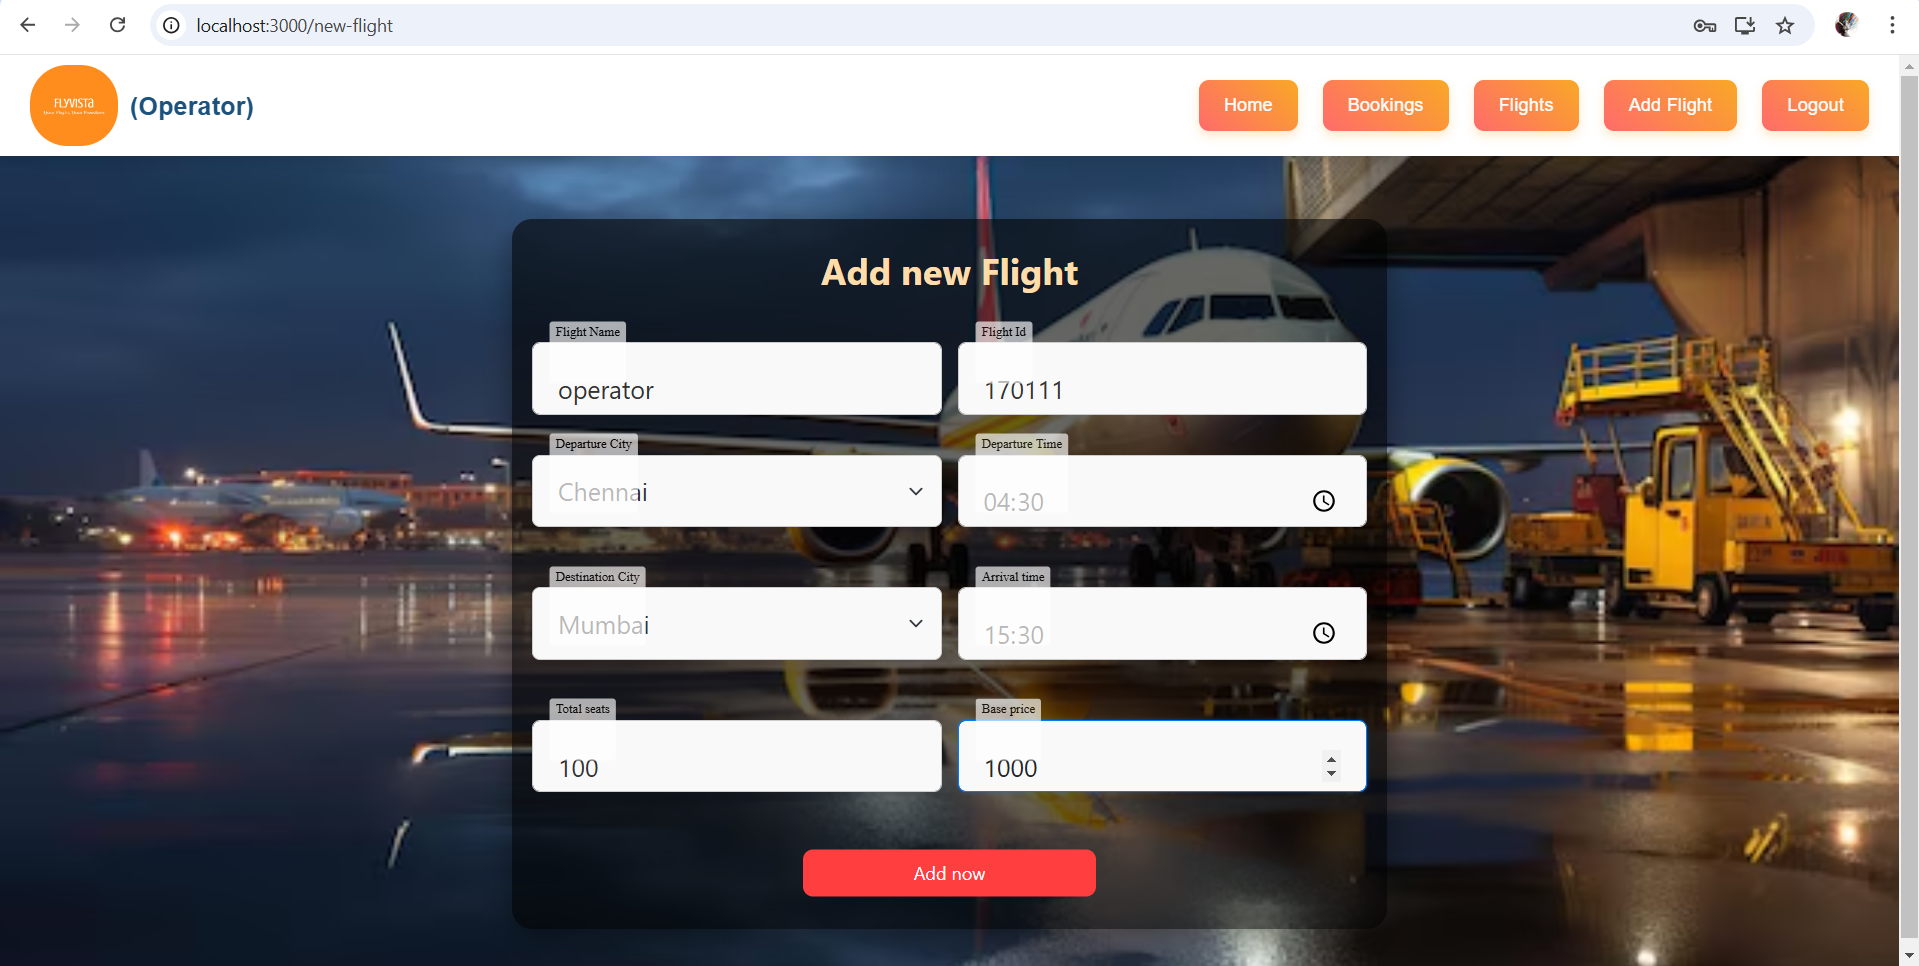 localhost:3000/new-flight
FLYVISTA
(Operator)
Home
Bookings
Flights
Add Flight
Logout
Add new Flight
Flight Name
operator
Flight Id
170111
Departure City
Chennai
Departure Time
04:30
Destination City
Mumbai
Arrival time
15:30
Total seats
100
Base price
1000
Add now